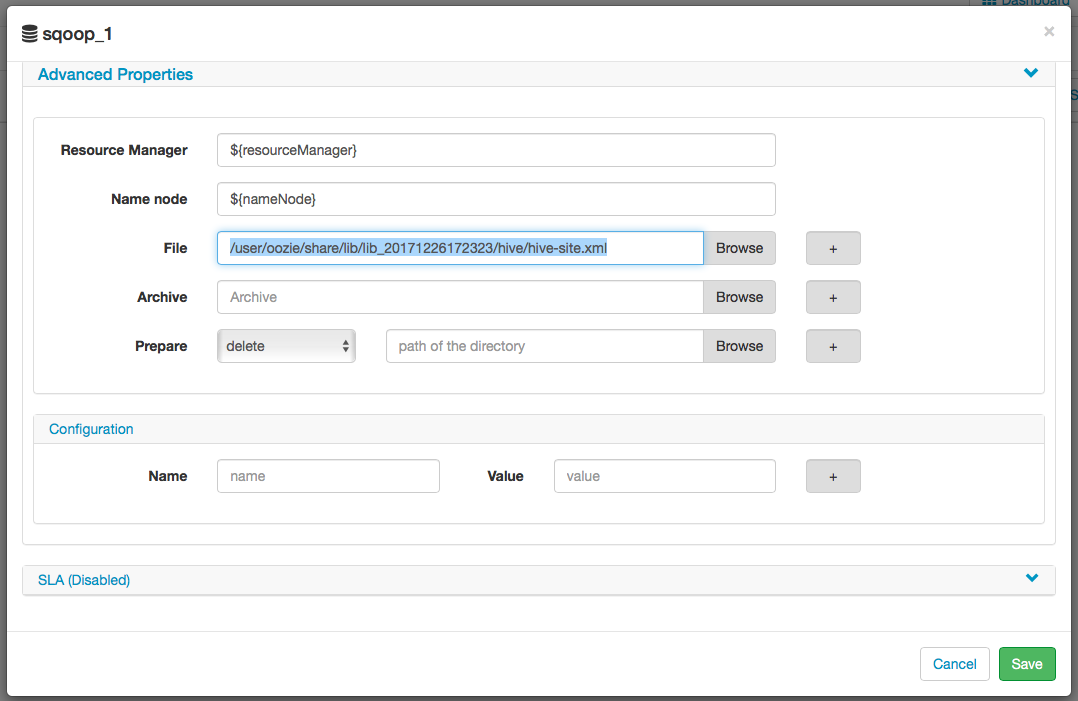 Dashboard
sqoop_1
×
S
Advanced Properties
Resource Manager ${resourceManager}
Name node ${nameNode}
File /user/oozie/share/lib/lib_20171226172323/hive/hive-site.xml Browse +
Archive Archive Browse +
Prepare delete path of the directory Browse +
Configuration
Name name Value value +
SLA (Disabled)
Cancel Save